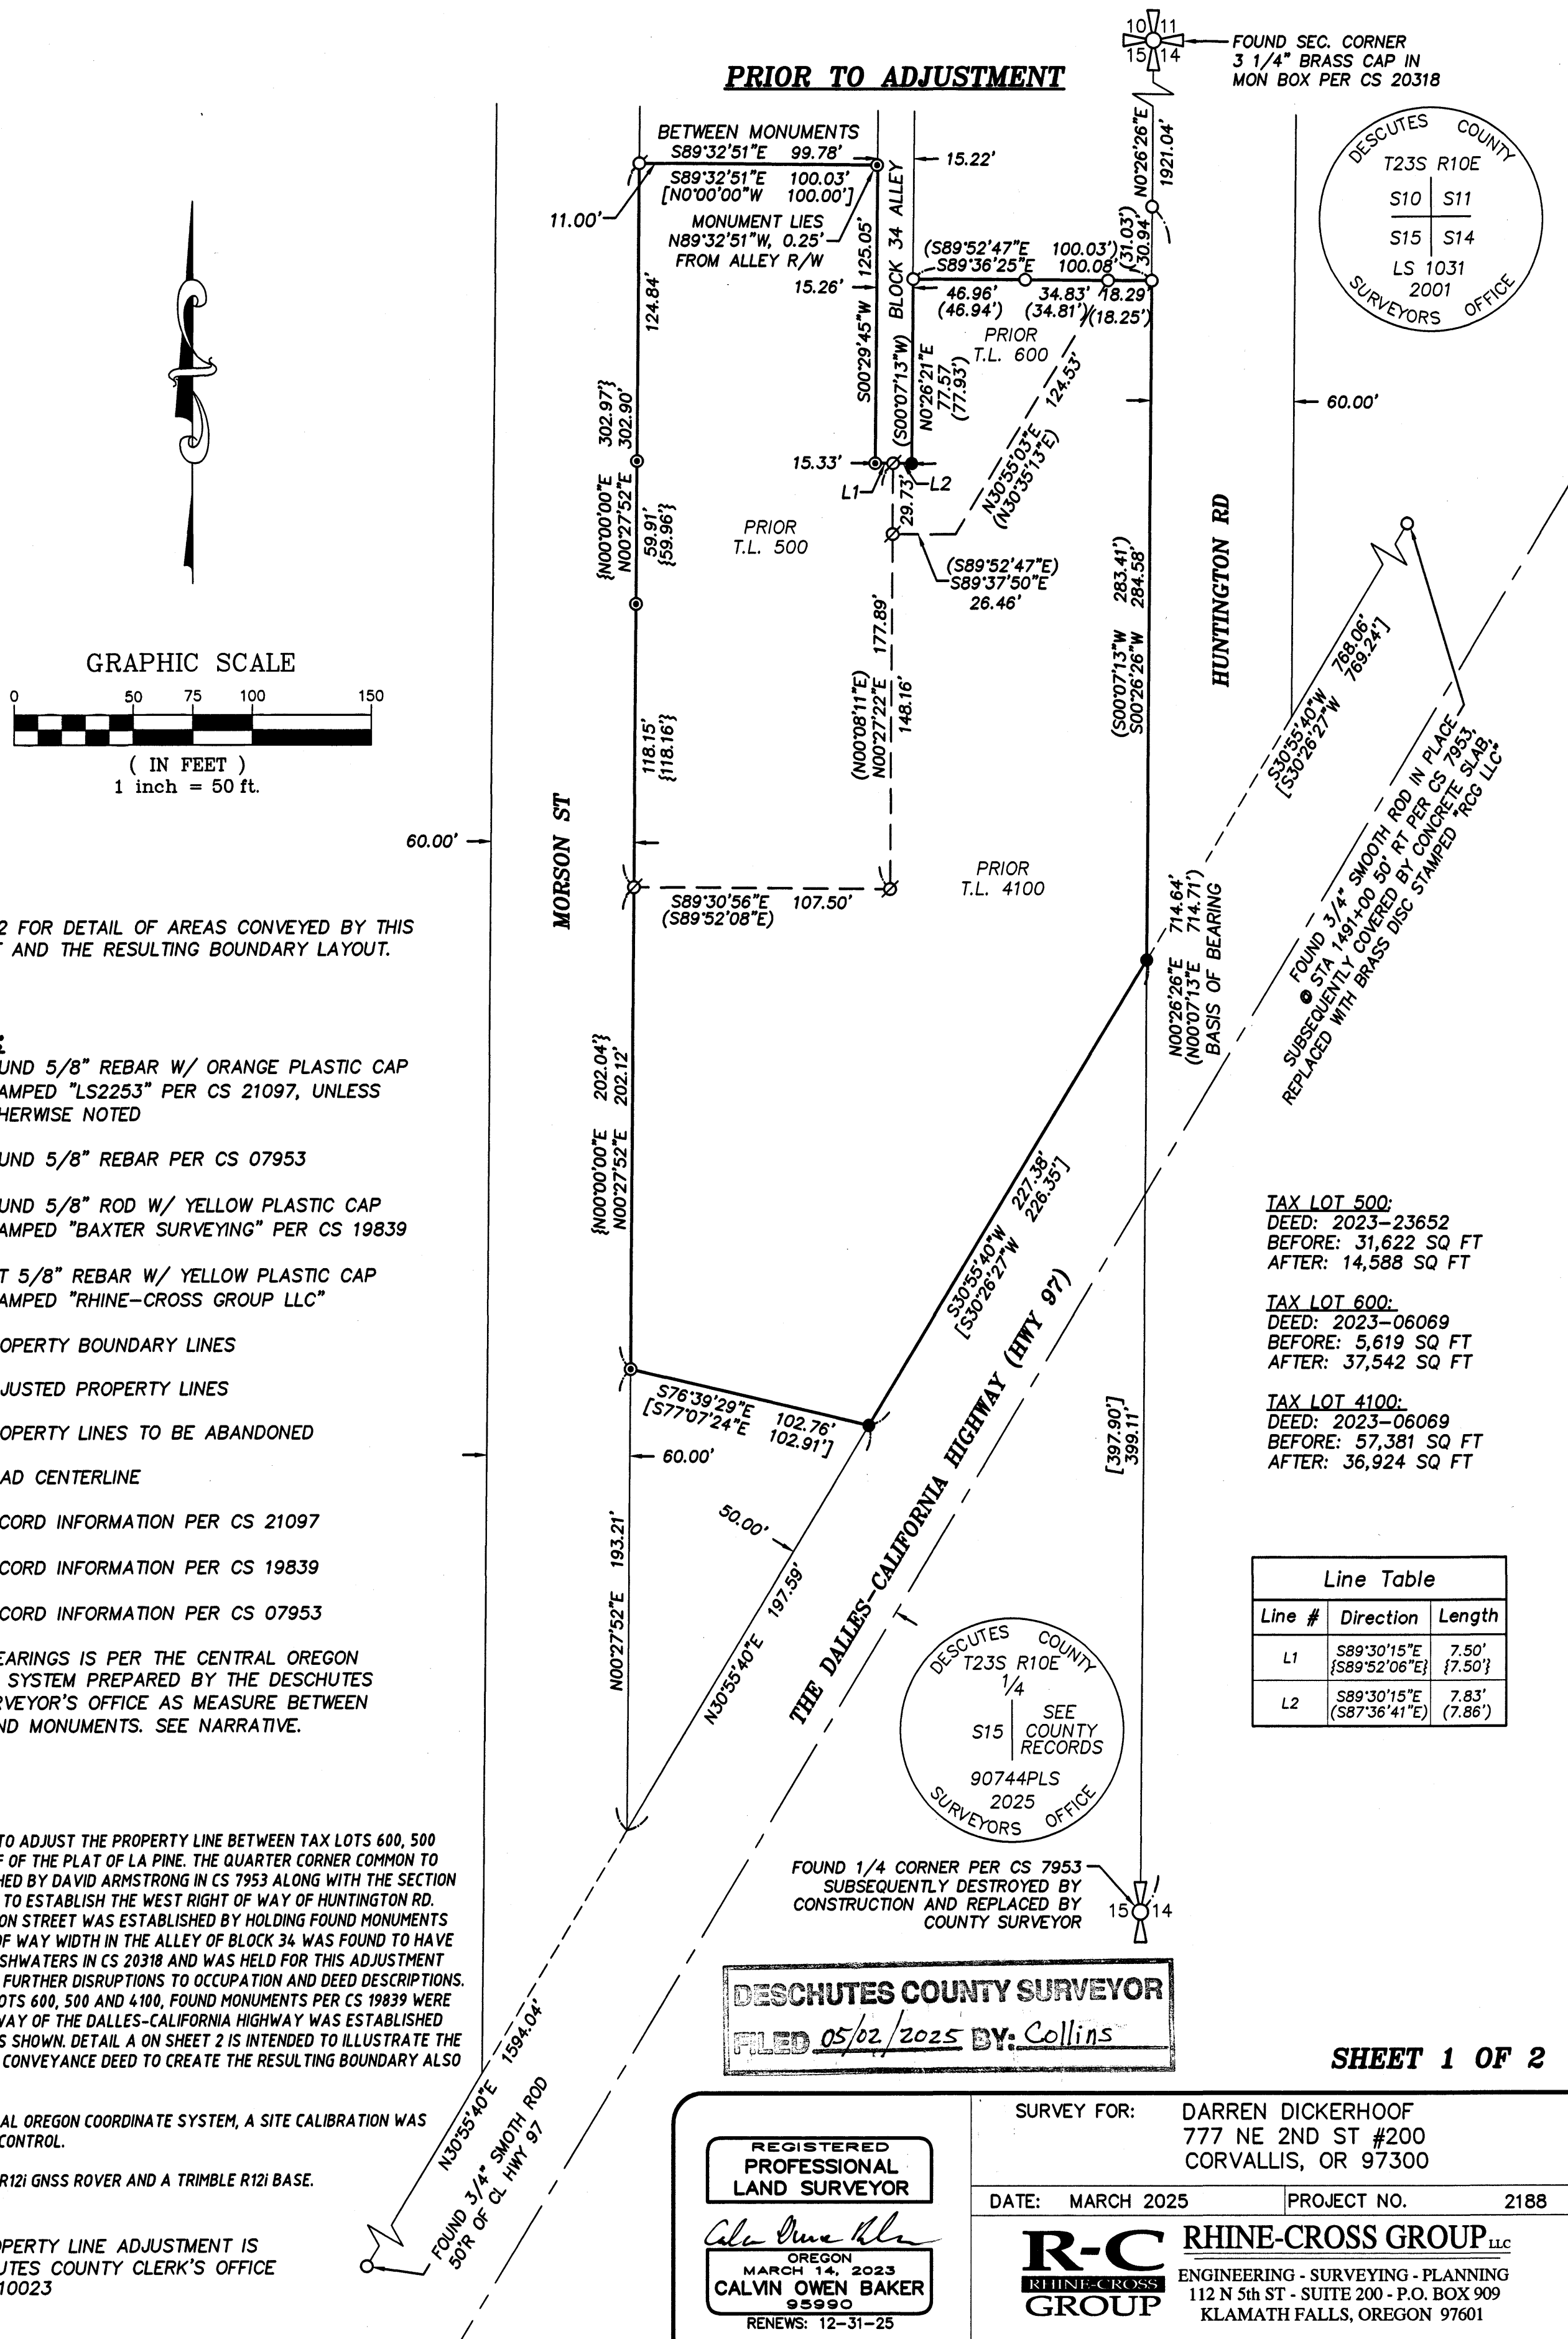 PRIOR TO ADJUSTMENT
10 11
15 14
FOUND SEC. CORNER
3 1/4" BRASS CAP IN
MON BOX PER CS 20318
DESCUTES COUNTY
T23S R10E
S10 S11
S15 S14
LS 1031
2001
SURVEYORS OFFICE
BETWEEN MONUMENTS
S89°32'51"E 99.78'
S89°32'51"E 100.03'
[N0°00'00"W 100.00']
11.00'
MONUMENT LIES
N89°32'51"W, 0.25'
FROM ALLEY R/W
15.22'
15.26'
S00°29'45"W 125.05'
BLOCK 34 ALLEY
N0°26'26"E
1921.04'
(31.03')
30.94'
(S89°52'47"E 100.03')
S89°36'25"E 100.08'
46.96' 34.83' 18.29'
(46.94') (34.81') (18.25')
PRIOR
T.L. 600
(S00°07'13"W)
N0°26'21"E
77.57
(77.93')
N30°55'03"E 124.53'
(N30°35'13"E)
60.00'
124.84'
{N00°00'00"E 302.97'}
N00°27'52"E 302.90'
59.91'
{59.96'}
15.33'
L1
L2
29.73'
PRIOR
T.L. 500
(S89°52'47"E)
S89°37'50"E
26.46'
177.89'
(N00°08'11"E)
N00°27'22"E
148.16'
(S00°07'13"W 283.41')
S00°26'26"W 284.58'
HUNTINGTON RD
S30°55'40"W 768.06'
[S30°26'27"W 769.24']
FOUND 3/4" SMOOTH ROD IN PLACE
@ STA 1491+00 50' RT PER CS 7953,
SUBSEQUENTLY COVERED BY CONCRETE SLAB,
REPLACED WITH BRASS DISC STAMPED "RCG LLC"
GRAPHIC SCALE
0 50 75 100 150
( IN FEET )
1 inch = 50 ft.
118.15'
{118.16'}
60.00'
MORSON ST
S89°30'56"E 107.50'
(S89°52'08"E)
PRIOR
T.L. 4100
N00°26'26"E 714.64'
(N00°07'13"E 714.71')
BASIS OF BEARING
2 FOR DETAIL OF AREAS CONVEYED BY THIS
AND THE RESULTING BOUNDARY LAYOUT.
UND 5/8" REBAR W/ ORANGE PLASTIC CAP
AMPED "LS2253" PER CS 21097, UNLESS
HERWISE NOTED
UND 5/8" REBAR PER CS 07953
UND 5/8" ROD W/ YELLOW PLASTIC CAP
AMPED "BAXTER SURVEYING" PER CS 19839
T 5/8" REBAR W/ YELLOW PLASTIC CAP
AMPED "RHINE-CROSS GROUP LLC"
OPERTY BOUNDARY LINES
JUSTED PROPERTY LINES
OPERTY LINES TO BE ABANDONED
AD CENTERLINE
CORD INFORMATION PER CS 21097
CORD INFORMATION PER CS 19839
CORD INFORMATION PER CS 07953
EARINGS IS PER THE CENTRAL OREGON
SYSTEM PREPARED BY THE DESCHUTES
RVEYOR'S OFFICE AS MEASURE BETWEEN
ND MONUMENTS. SEE NARRATIVE.
{N00°00'00"E 202.04'}
N00°27'52"E 202.12'
S30°55'40"W 227.38'
[S30°26'27"W 226.35']
S76°39'29"E 102.76'
[S77°07'24"E 102.91']
60.00'
50.00'
N00°27'52"E 193.21'
N30°55'40"E 197.59'
THE DALLES-CALIFORNIA HIGHWAY (HWY 97)
[397.90']
399.11'
TAX LOT 500:
DEED: 2023-23652
BEFORE: 31,622 SQ FT
AFTER: 14,588 SQ FT
TAX LOT 600:
DEED: 2023-06069
BEFORE: 5,619 SQ FT
AFTER: 37,542 SQ FT
TAX LOT 4100:
DEED: 2023-06069
BEFORE: 57,381 SQ FT
AFTER: 36,924 SQ FT
Line Table
Line # Direction Length
L1 S89°30'15"E 7.50'
{S89°52'06"E} {7.50'}
L2 S89°30'15"E 7.83'
(S87°36'41"E) (7.86')
DESCUTES COUNTY
T23S R10E
1/4
S15 SEE
COUNTY
RECORDS
90744PLS
2025
SURVEYORS OFFICE
FOUND 1/4 CORNER PER CS 7953
SUBSEQUENTLY DESTROYED BY
CONSTRUCTION AND REPLACED BY
COUNTY SURVEYOR
15 14
TO ADJUST THE PROPERTY LINE BETWEEN TAX LOTS 600, 500
OF THE PLAT OF LA PINE. THE QUARTER CORNER COMMON TO
HED BY DAVID ARMSTRONG IN CS 7953 ALONG WITH THE SECTION
TO ESTABLISH THE WEST RIGHT OF WAY OF HUNTINGTON RD.
ON STREET WAS ESTABLISHED BY HOLDING FOUND MONUMENTS
OF WAY WIDTH IN THE ALLEY OF BLOCK 34 WAS FOUND TO HAVE
SHWATERS IN CS 20318 AND WAS HELD FOR THIS ADJUSTMENT
FURTHER DISRUPTIONS TO OCCUPATION AND DEED DESCRIPTIONS.
OTS 600, 500 AND 4100, FOUND MONUMENTS PER CS 19839 WERE
WAY OF THE DALLES-CALIFORNIA HIGHWAY WAS ESTABLISHED
S SHOWN. DETAIL A ON SHEET 2 IS INTENDED TO ILLUSTRATE THE
CONVEYANCE DEED TO CREATE THE RESULTING BOUNDARY ALSO
AL OREGON COORDINATE SYSTEM, A SITE CALIBRATION WAS
CONTROL.
R12i GNSS ROVER AND A TRIMBLE R12i BASE.
OPERTY LINE ADJUSTMENT IS
UTES COUNTY CLERK'S OFFICE
10023
N30°55'40"E 1594.04'
FOUND 3/4" SMOTH ROD
50'R OF CL HWY 97
DESCHUTES COUNTY SURVEYOR
FILED 05/02/2025 BY: Collins
SHEET 1 OF 2
REGISTERED
PROFESSIONAL
LAND SURVEYOR
OREGON
MARCH 14, 2023
CALVIN OWEN BAKER
95990
RENEWS: 12-31-25
SURVEY FOR: DARREN DICKERHOOF
777 NE 2ND ST #200
CORVALLIS, OR 97300
DATE: MARCH 2025 PROJECT NO. 2188
R-C
RHINE-CROSS
GROUP
RHINE-CROSS GROUP LLC
ENGINEERING - SURVEYING - PLANNING
112 N 5th ST - SUITE 200 - P.O. BOX 909
KLAMATH FALLS, OREGON 97601